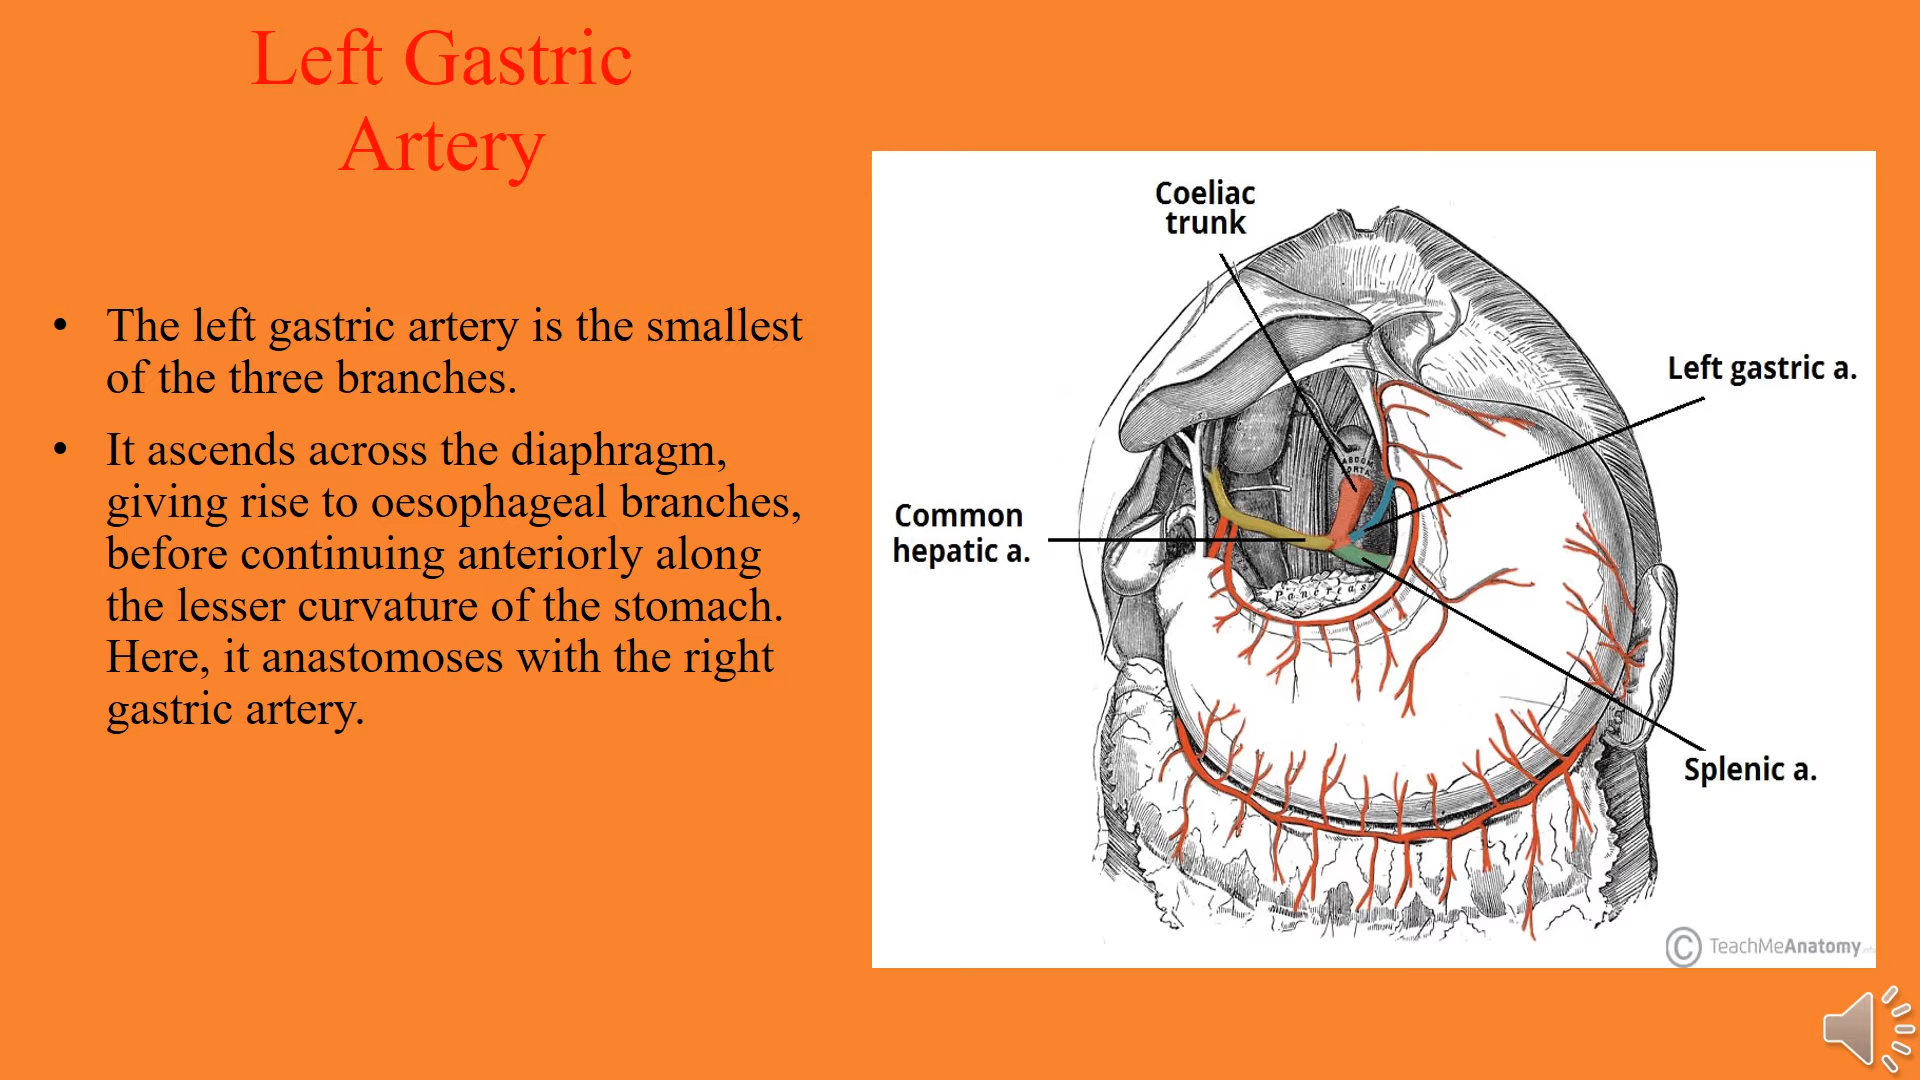 Left Gastric
Artery
• The left gastric artery is the smallest
of the three branches.
• It ascends across the diaphragm,
giving rise to oesophageal branches,
before continuing anteriorly along
the lesser curvature of the stomach.
Here, it anastomoses with the right
gastric artery.
Coeliac
trunk
Left gastric a.
Common
hepatic a.
Pancreas
Splenic a.
© TeachMeAnatomy